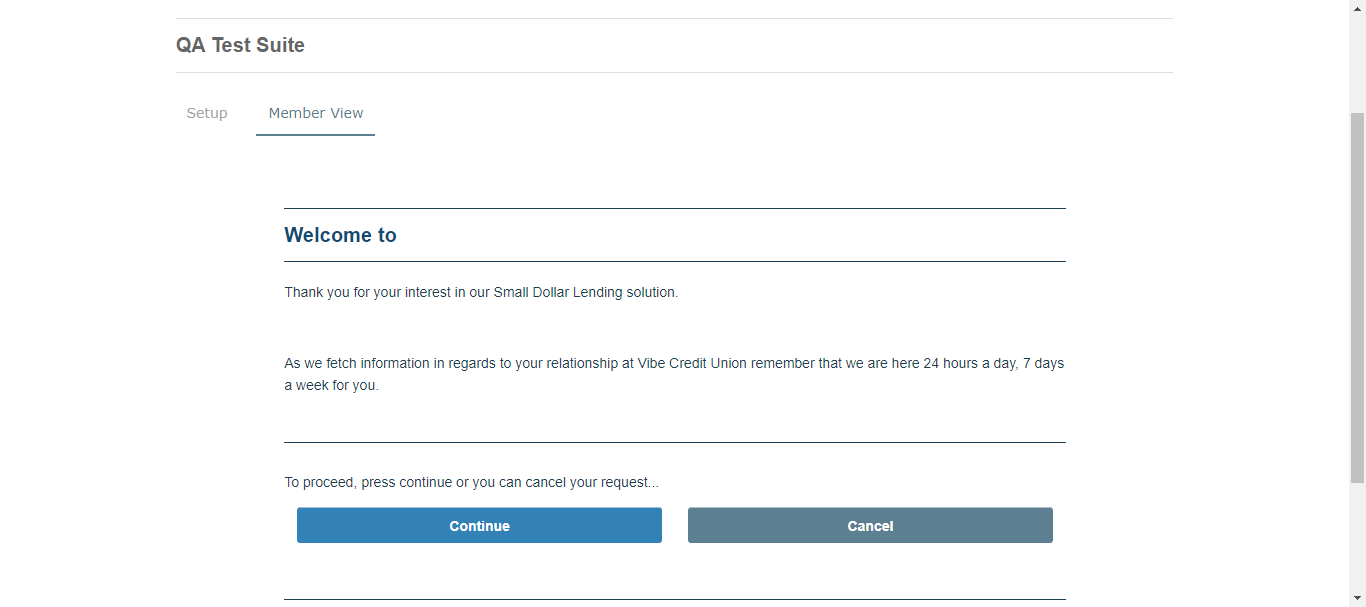 QA Test Suite
Setup
Member View
Welcome to
Thank you for your interest in our Small Dollar Lending solution.
As we fetch information in regards to your relationship at Vibe Credit Union remember that we are here 24 hours a day, 7 days
a week for you.
To proceed, press continue or you can cancel your request...
Continue
Cancel